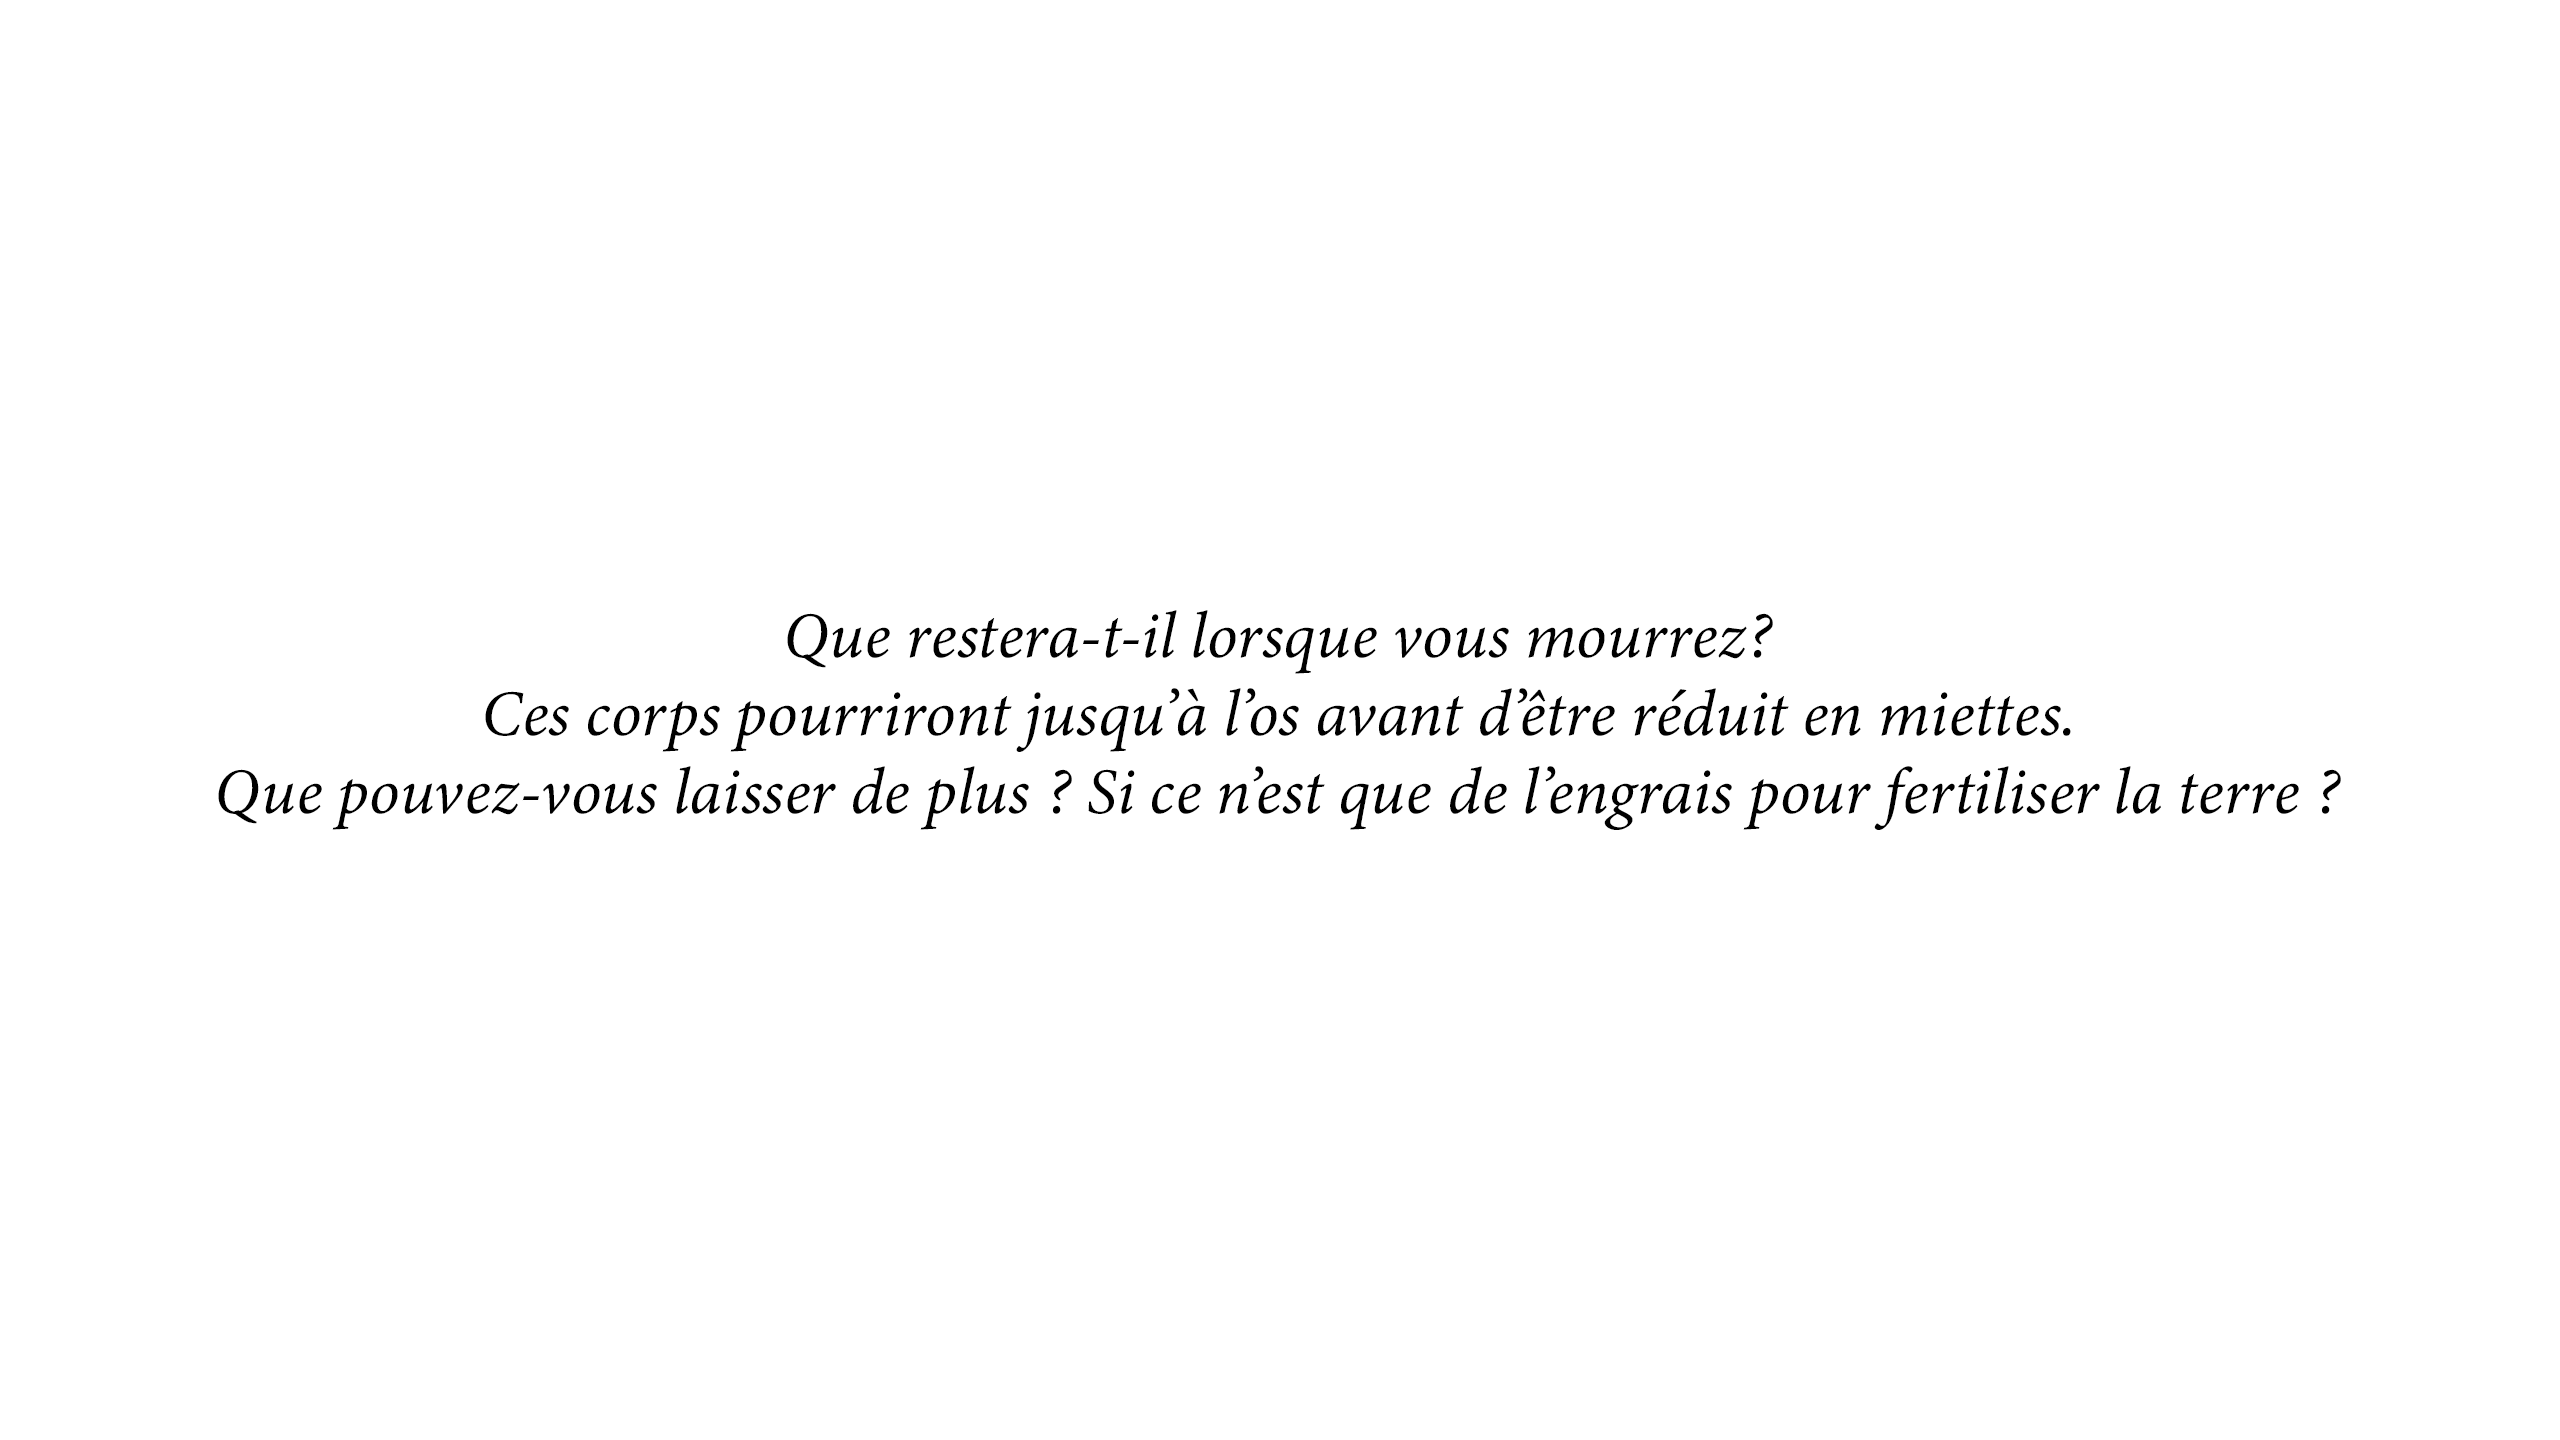 Que restera-t-il lorsque vous mourrez?
Ces corps pourriront jusqu’à l’os avant d’être réduit en miettes.
Que pouvez-vous laisser de plus ? Si ce n’est que de l’engrais pour fertiliser la terre ?